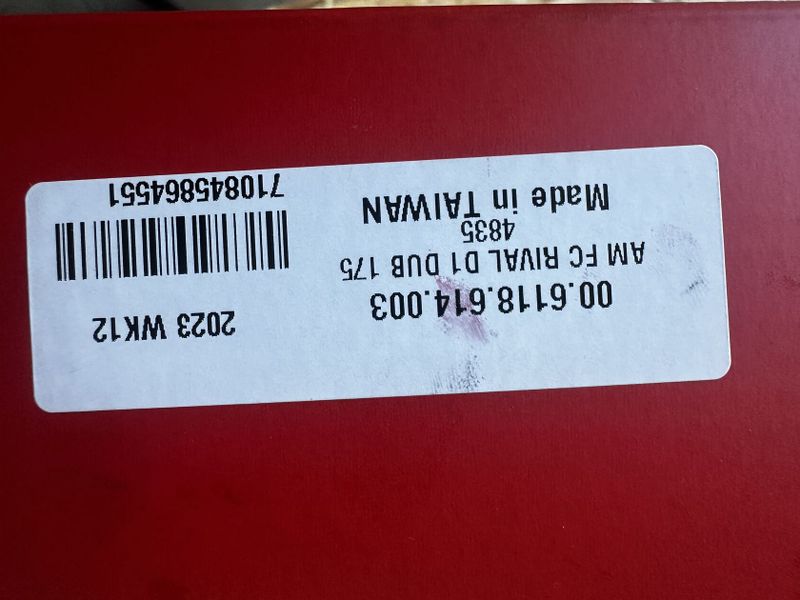 00.6118.614.003
AM FC RIVAL D1 DUB 175
4835
Made in TAIWAN
2023 WK12
710845864551